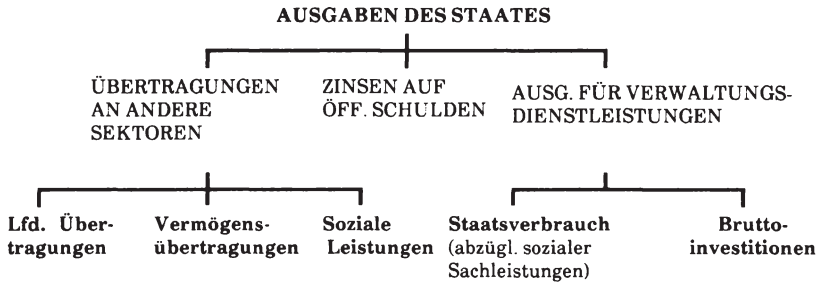 AUSGABEN DES STAATES
ÜBERTRAGUNGEN
AN ANDERE
SEKTOREN
ZINSEN AUF
ÖFF. SCHULDEN
AUSG. FÜR VERWALTUNGS-
DIENSTLEISTUNGEN
Lfd. Über-
tragungen
Vermögens-
übertragungen
Soziale
Leistungen
Staatsverbrauch
(abzügl. sozialer
Sachleistungen)
Brutto-
investitionen